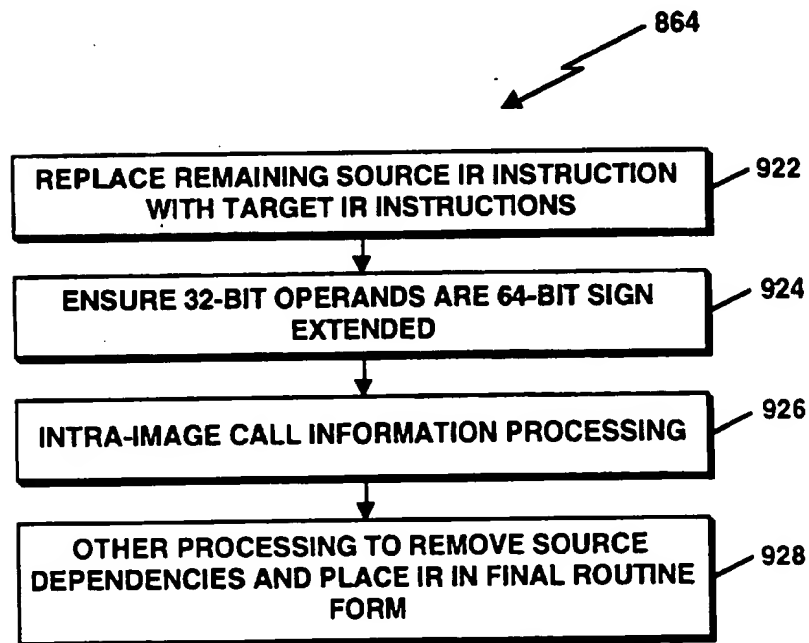 864
REPLACE REMAINING SOURCE IR INSTRUCTION
WITH TARGET IR INSTRUCTIONS
922
ENSURE 32-BIT OPERANDS ARE 64-BIT SIGN
EXTENDED
924
INTRA-IMAGE CALL INFORMATION PROCESSING
926
OTHER PROCESSING TO REMOVE SOURCE
DEPENDENCIES AND PLACE IR IN FINAL ROUTINE
FORM
928